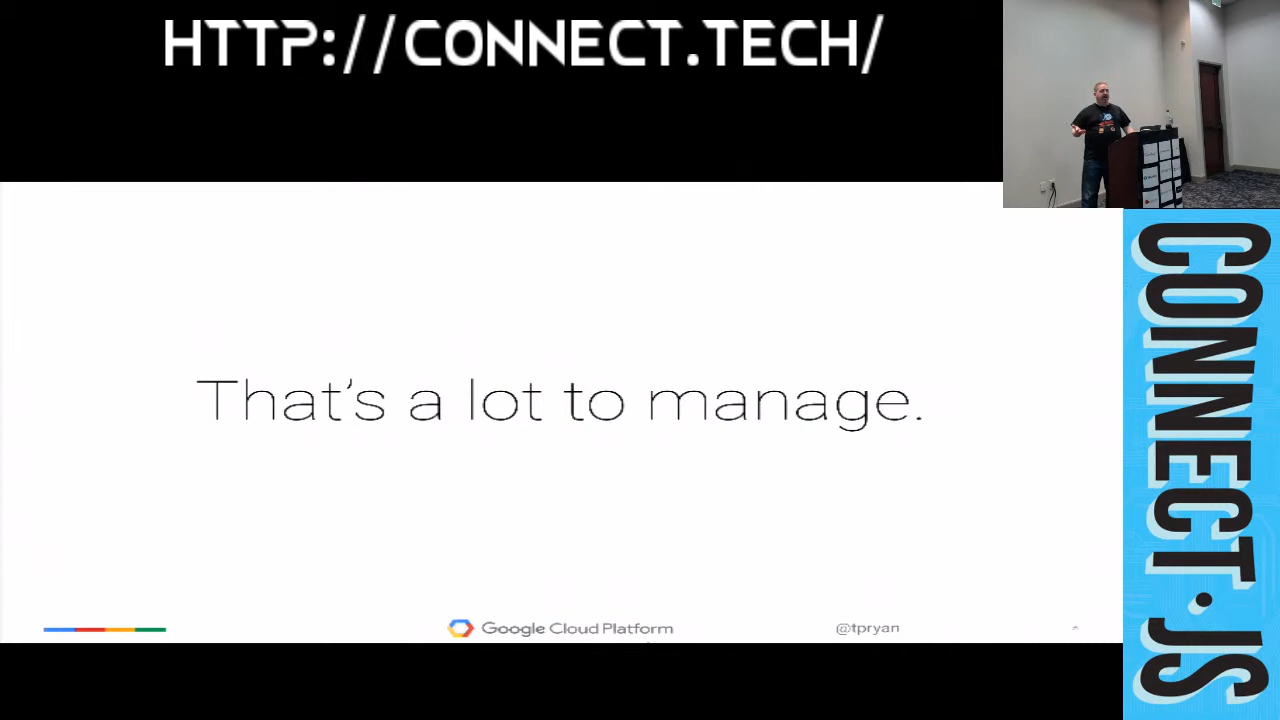 HTTP://CONNECT.TECH/
That's a lot to manage.
Google Cloud Platform
@tpryan
CONNECT.JS